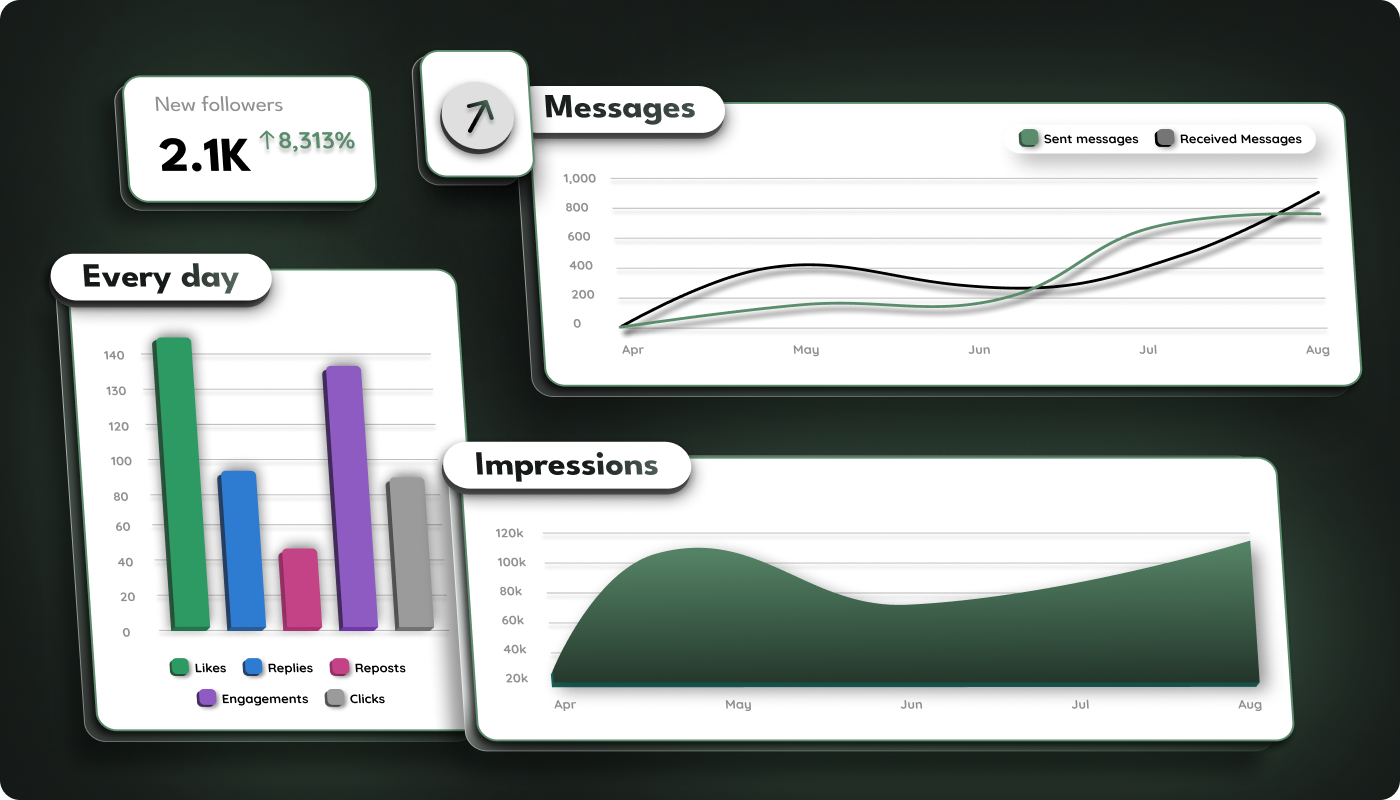 New followers
2.1K ↑8,313%
Messages
Sent messages Received Messages
1,000
800
600
400
200
0
Apr May Jun Jul Aug
Every day
140
130
120
100
80
60
40
20
0
Likes Replies Reposts
Engagements Clicks
Impressions
120k
100k
80k
60k
40k
20k
Apr May Jun Jul Aug